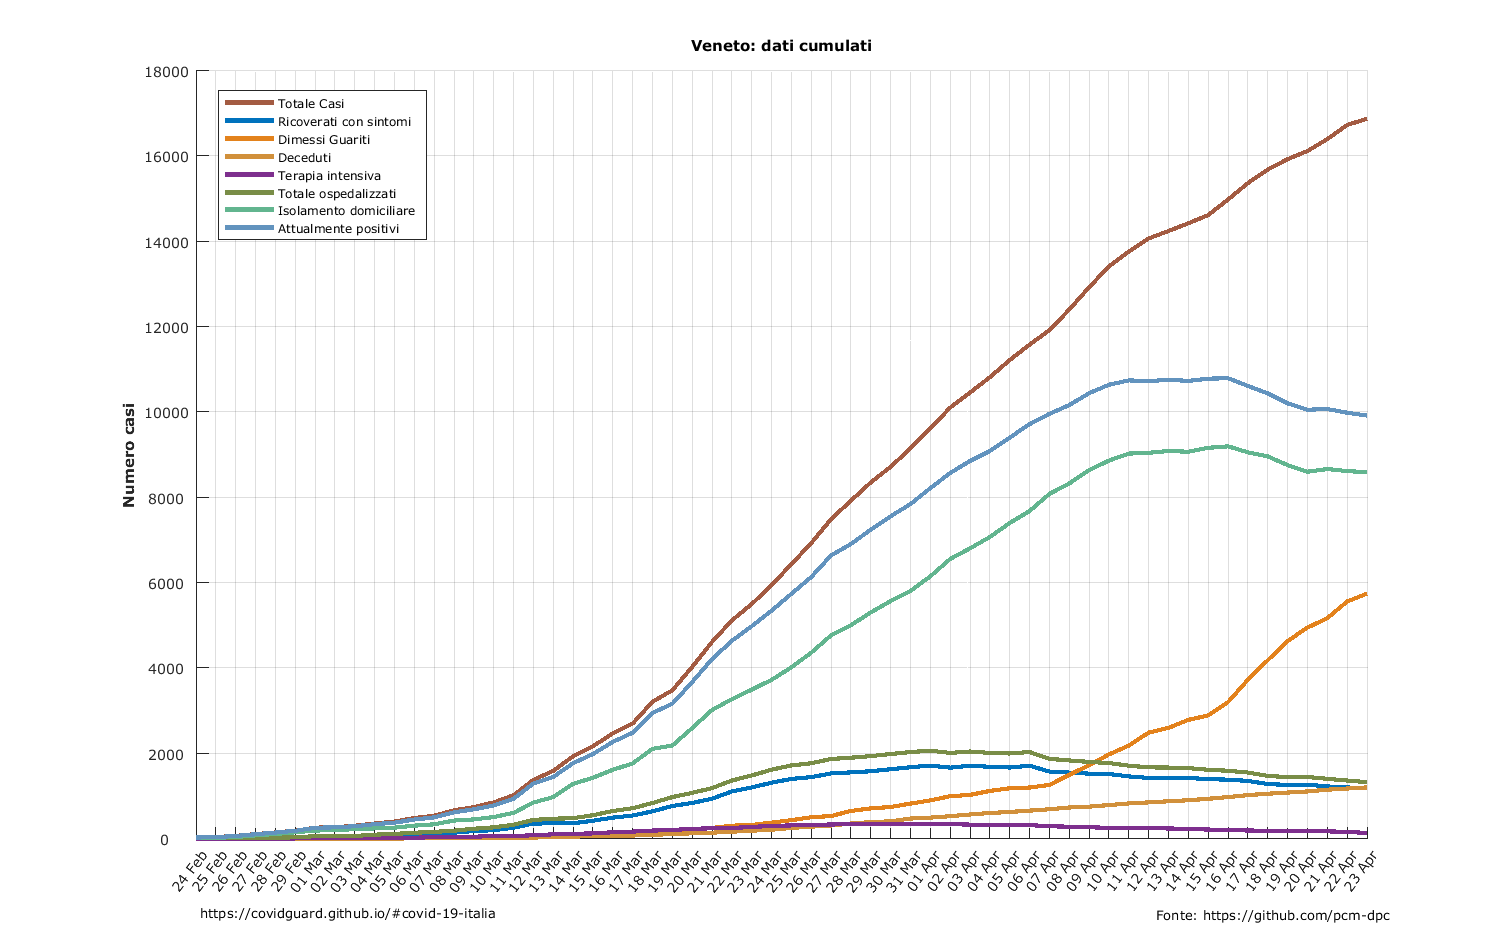 Veneto: dati cumulati
18000
16000
14000
12000
10000
8000
6000
4000
2000
0
Numero casi
Totale Casi
Ricoverati con sintomi
Dimessi Guariti
Deceduti
Terapia intensiva
Totale ospedalizzati
Isolamento domiciliare
Attualmente positivi
24 Feb
25 Feb
26 Feb
27 Feb
28 Feb
29 Feb
01 Mar
02 Mar
03 Mar
04 Mar
05 Mar
06 Mar
07 Mar
08 Mar
09 Mar
10 Mar
11 Mar
12 Mar
13 Mar
14 Mar
15 Mar
16 Mar
17 Mar
18 Mar
19 Mar
20 Mar
21 Mar
22 Mar
23 Mar
24 Mar
25 Mar
26 Mar
27 Mar
28 Mar
29 Mar
30 Mar
31 Mar
01 Apr
02 Apr
03 Apr
04 Apr
05 Apr
06 Apr
07 Apr
08 Apr
09 Apr
10 Apr
11 Apr
12 Apr
13 Apr
14 Apr
15 Apr
16 Apr
17 Apr
18 Apr
19 Apr
20 Apr
21 Apr
22 Apr
23 Apr
https://covidguard.github.io/#covid-19-italia
Fonte: https://github.com/pcm-dpc